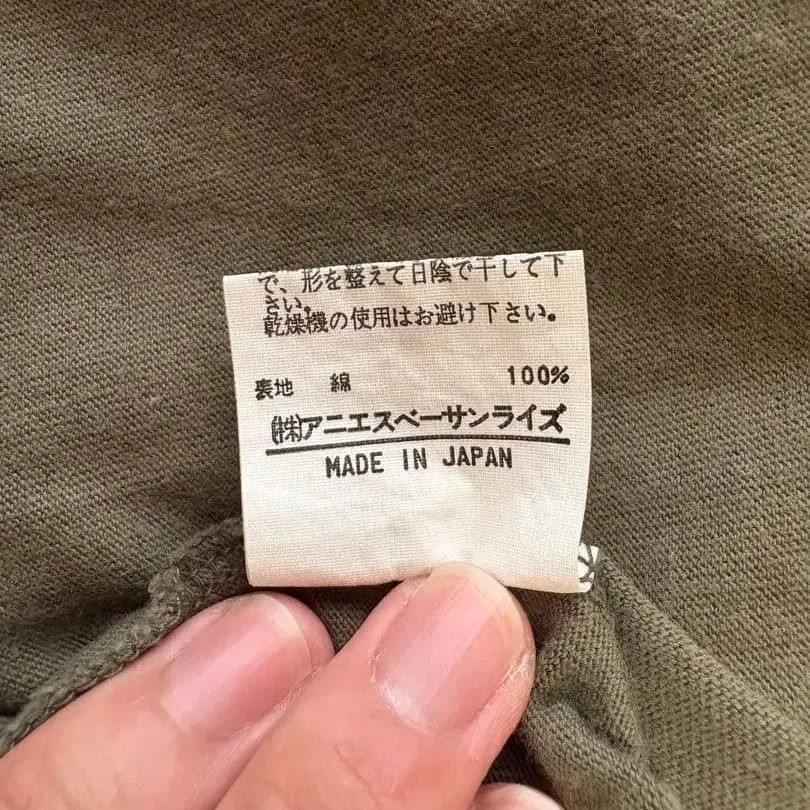 で、形を整えて日陰で干して下
さい。
乾燥機の使用はお避け下さい。
表地 綿 100%
(株)アニエスベーサンライズ
MADE IN JAPAN